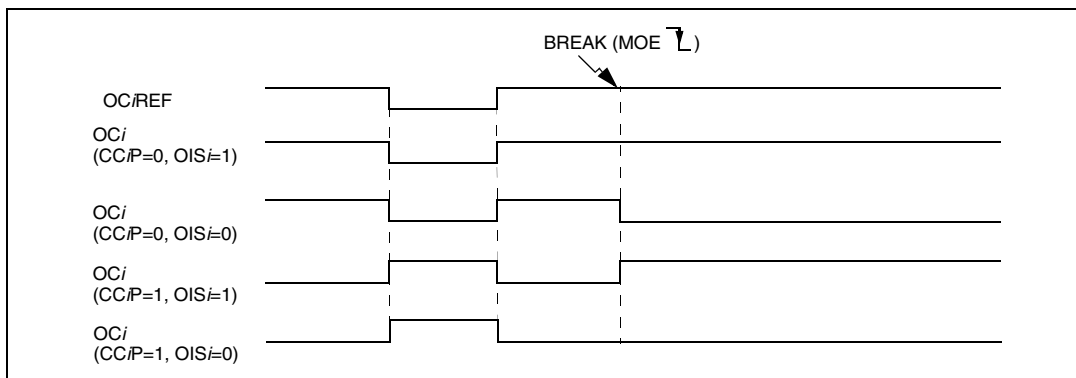 BREAK (MOE )
OCiREF
OCi
(CCiP=0, OISi=1)
OCi
(CCiP=0, OISi=0)
OCi
(CCiP=1, OISi=1)
OCi
(CCiP=1, OISi=0)